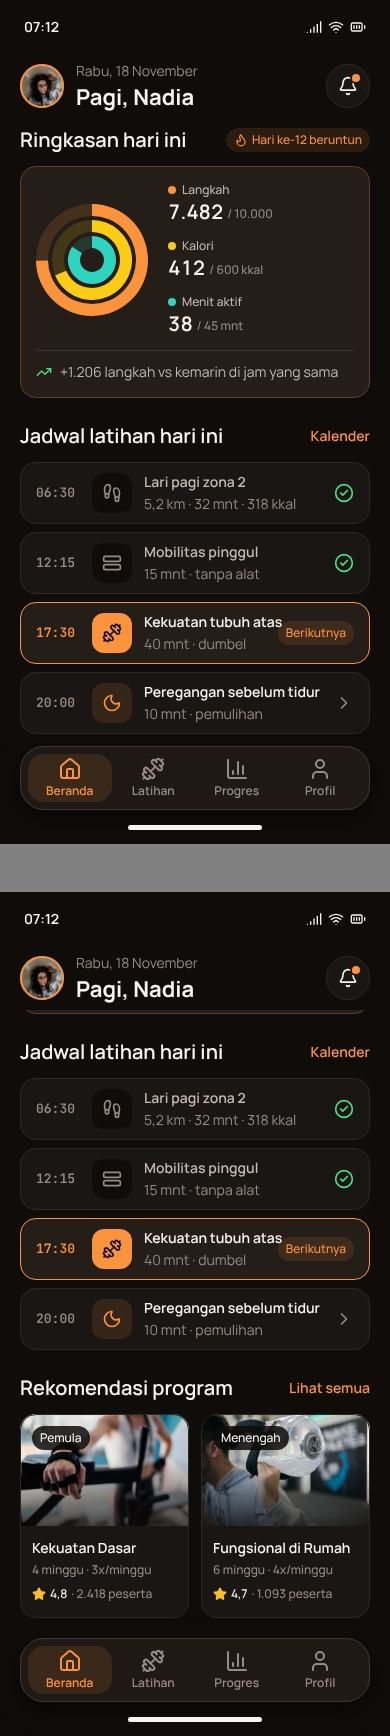 07:12
Rabu, 18 November
Pagi, Nadia
Ringkasan hari ini
Hari ke-12 beruntun
Langkah
7.482 / 10.000
Kalori
412 / 600 kkal
Menit aktif
38 / 45 mnt
+1.206 langkah vs kemarin di jam yang sama
Jadwal latihan hari ini
Kalender
06:30
Lari pagi zona 2
5,2 km · 32 mnt · 318 kkal
12:15
Mobilitas pinggul
15 mnt · tanpa alat
17:30
Kekuatan tubuh atas
40 mnt · dumbel
Berikutnya
20:00
Peregangan sebelum tidur
10 mnt · pemulihan
Beranda
Latihan
Progres
Profil
07:12
Rabu, 18 November
Pagi, Nadia
Jadwal latihan hari ini
Kalender
06:30
Lari pagi zona 2
5,2 km · 32 mnt · 318 kkal
12:15
Mobilitas pinggul
15 mnt · tanpa alat
17:30
Kekuatan tubuh atas
40 mnt · dumbel
Berikutnya
20:00
Peregangan sebelum tidur
10 mnt · pemulihan
Rekomendasi program
Lihat semua
Pemula
Kekuatan Dasar
4 minggu · 3x/minggu
4,8 · 2.418 peserta
Menengah
Fungsional di Rumah
6 minggu · 4x/minggu
4,7 · 1.093 peserta
Beranda
Latihan
Progres
Profil